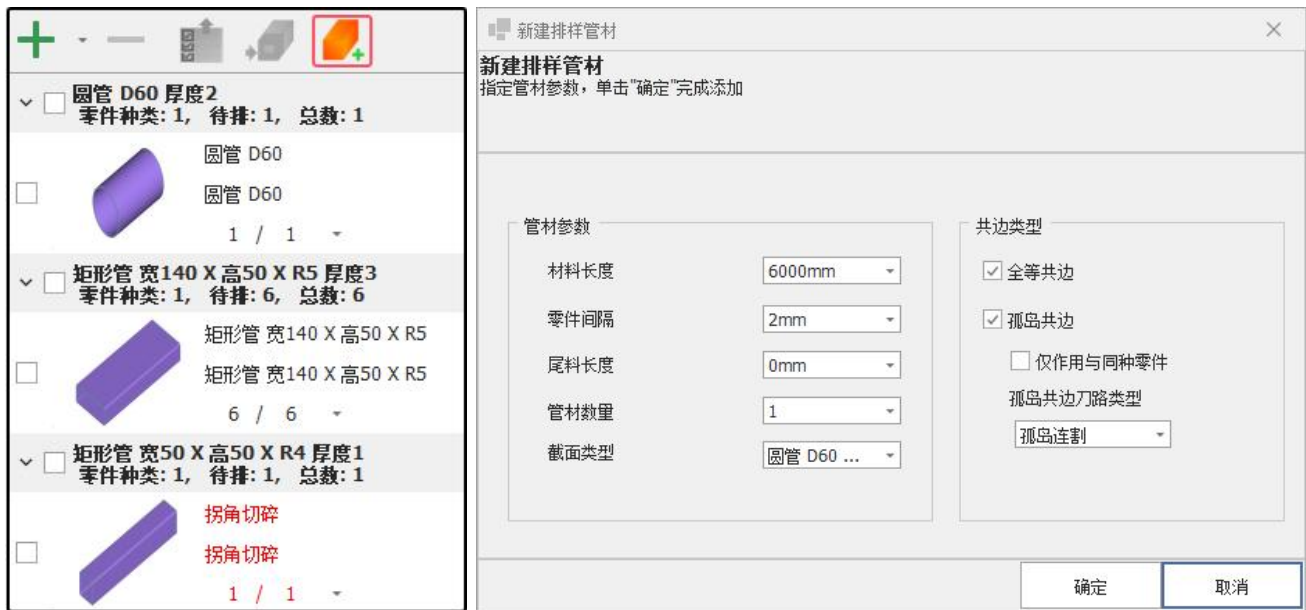 圆管 D60 厚度2
零件种类: 1, 待排: 1, 总数: 1
圆管 D60
圆管 D60
1 / 1
矩形管 宽140 X 高50 X R5 厚度3
零件种类: 1, 待排: 6, 总数: 6
矩形管 宽140 X 高50 X R5
矩形管 宽140 X 高50 X R5
6 / 6
矩形管 宽50 X 高50 X R4 厚度1
零件种类: 1, 待排: 1, 总数: 1
拐角切碎
拐角切碎
1 / 1
新建排样管材
新建排样管材
指定管材参数，单击"确定"完成添加
管材参数
材料长度 6000mm
零件间隔 2mm
尾料长度 0mm
管材数量 1
截面类型 圆管 D60 ...
共边类型
全等共边
孤岛共边
仅作用与同种零件
孤岛共边刀路类型
孤岛连割
确定 取消